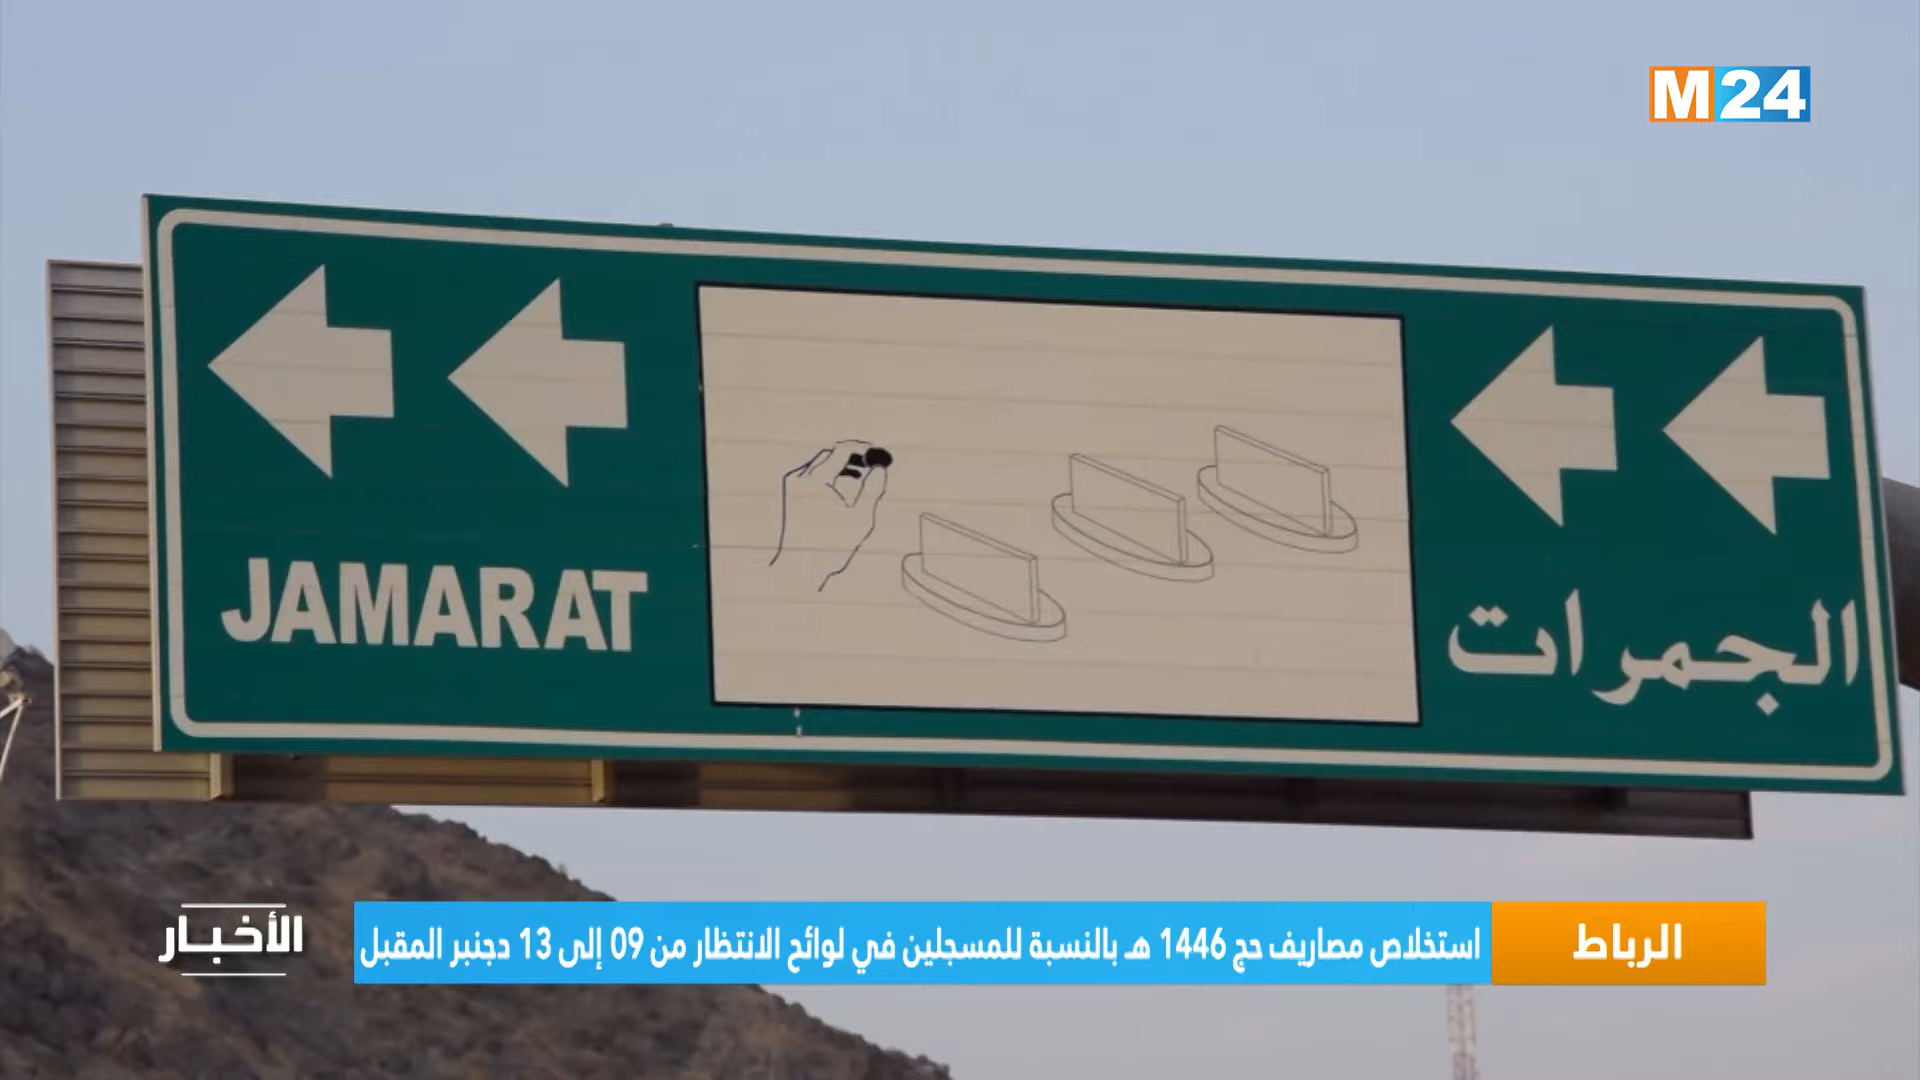 M24
JAMARAT
الجمرات
الرباط
استخلاص مصاريف حج 1446 هـ بالنسبة للمسجلين في لوائح الانتظار من 09 إلى 13 دجنبر المقبل
الأخبار